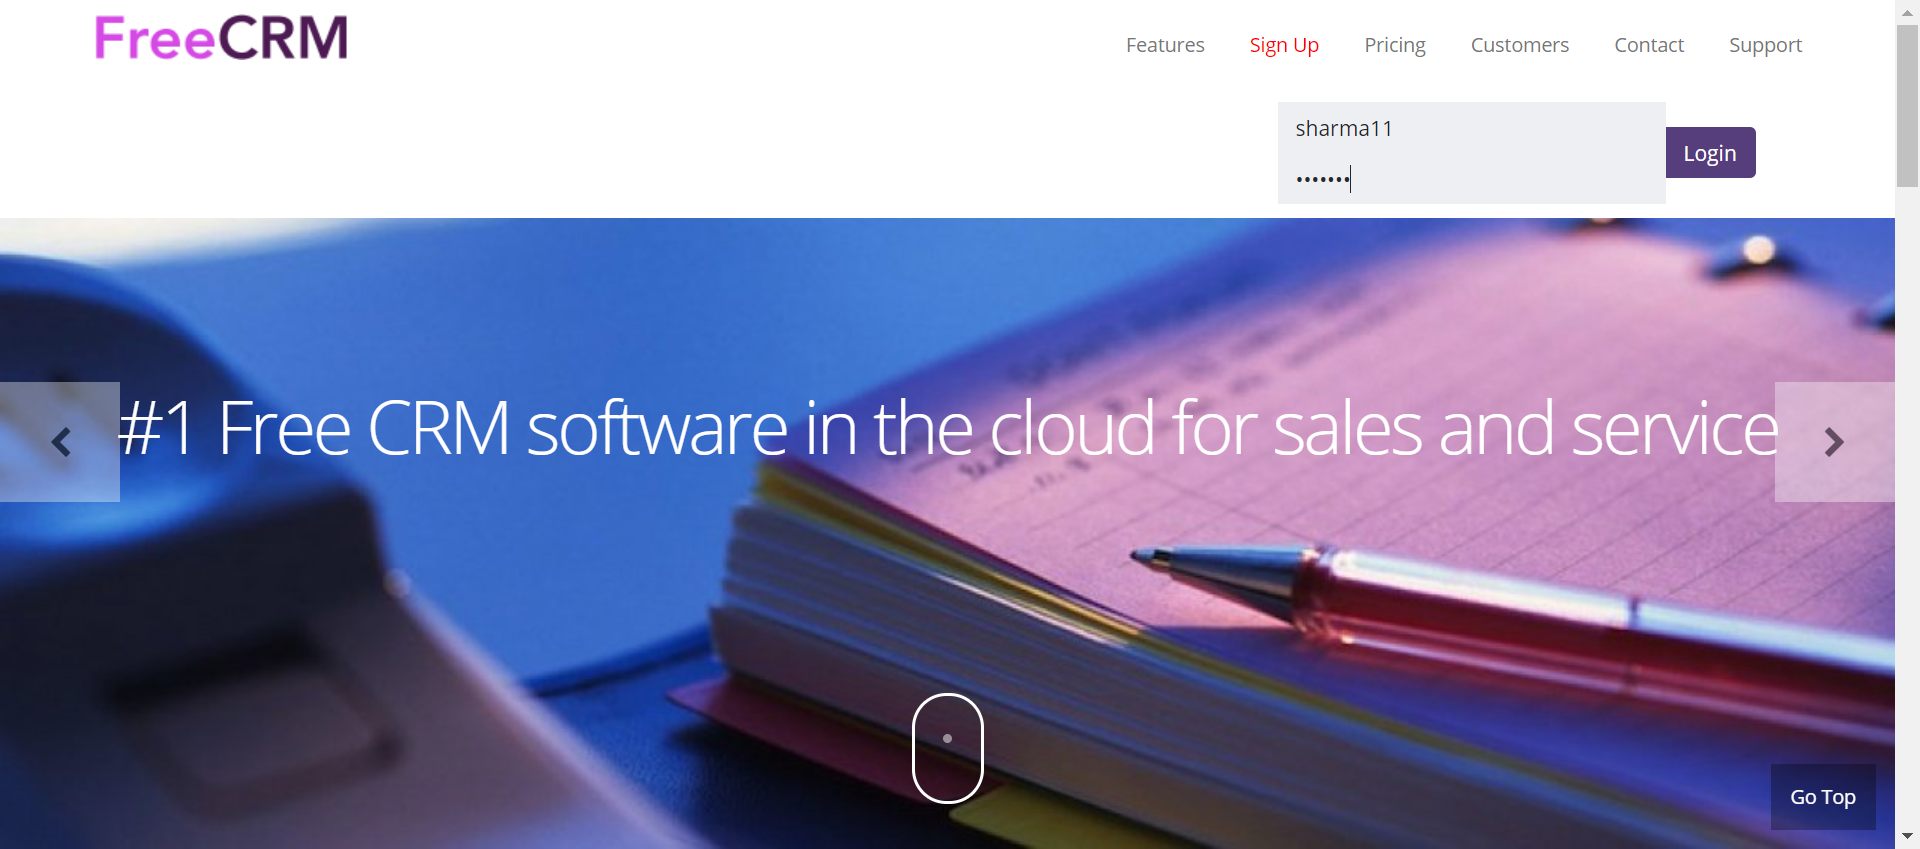 FreeCRM
Features Sign Up Pricing Customers Contact Support
sharma11
•••••••
Login
#1 Free CRM software in the cloud for sales and service
Go Top